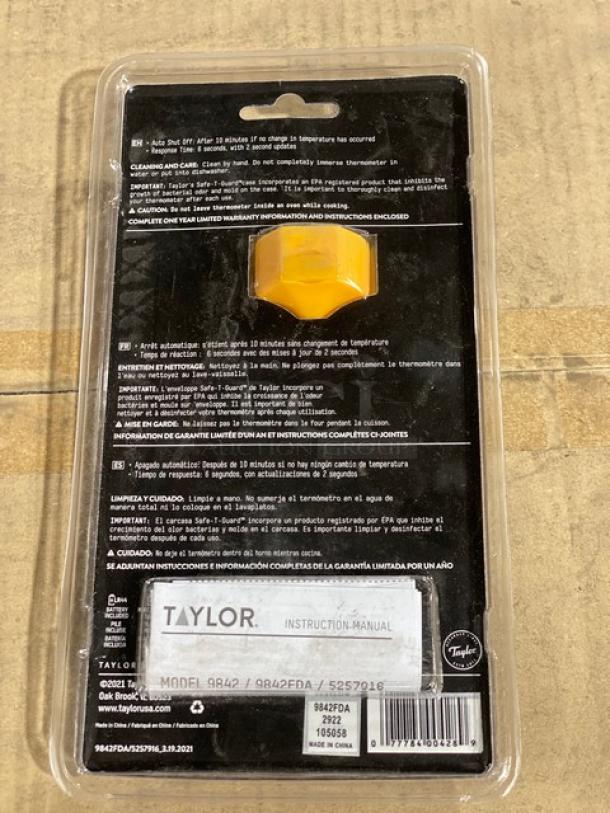 EN • Auto Shut Off: After 10 minutes if no change in temperature has occurred
• Response Time: 6 seconds, with 2 second updates
CLEANING AND CARE: Clean by hand. Do not completely immerse thermometer in
water or put into dishwasher.
IMPORTANT: Taylor's Safe-T-Guard™ case incorporates an EPA registered product that inhibits the
growth of bacterial odor and mold on the case. It is important to thoroughly clean and disinfect
your thermometer after each use.
⚠ CAUTION: Do not leave thermometer inside an oven while cooking.
COMPLETE ONE YEAR LIMITED WARRANTY INFORMATION AND INSTRUCTIONS ENCLOSED
FR • Arrêt automatique: s'éteint après 10 minutes sans changement de température
• Temps de réaction : 6 secondes avec des mises à jour de 2 secondes
ENTRETIEN ET NETTOYAGE: Nettoyez à la main. Ne plongez pas complètement le thermomètre dans
l'eau ou nettoyez au lave-vaisselle.
IMPORTANTE: L'enveloppe Safe-T-Guard™ de Taylor incorpore un
produit enregistré par EPA qui inhibe la croissance de l'odeur
bactéries et moule sur l'enveloppe. Il est important de bien
nettoyer et à désinfecter votre thermomètre après chaque utilisation.
⚠ MISE EN GARDE: Ne laissez pas le thermomètre dans le four pendant la cuisson.
INFORMATION DE GARANTIE LIMITÉE D'UN AN ET INSTRUCTIONS COMPLÈTES CI-JOINTES
ES • Apagado automático: Después de 10 minutos si no hay ningún cambio de temperatura
• Tiempo de respuesta: 6 segundos, con actualizaciones de 2 segundos
LIMPIEZA Y CUIDADO: Limpie a mano. No sumerja el termómetro en el agua de
manera total ni lo coloque en el lavaplatos.
IMPORTANTE: El carcasa Safe-T-Guard™ incorpora un producto registrado por EPA que inhibe el
crecimiento del olor bacterias y molde en el carcasa. Es importante limpiar y desinfectar el
termómetro después de cada uso.
⚠ CUIDADO: No deje el termómetro dentro del horno mientras cocina.
SE ADJUNTAN INSTUCCIONES E INFORMACIÓN COMPLETAS DE LA GARANTÍA LIMITADA POR UN AÑO
LR44
BATTERY
INCLUDED
PILE
INCLUSE
BATERÍA
INCLUIDA
TAYLOR® INSTRUCTION MANUAL
MODEL 9842 / 9842FDA / 5257916
TAYLOR
©2021 Tay
Oak Brook, IL
www.taylorusa.com
Made in China / Fabriqué en Chine / Fabricado en China
9842FDA/5257916_3.19.2021
Taylor
9842FDA
2922
105058
MADE IN CHINA
0 77784 00428 9